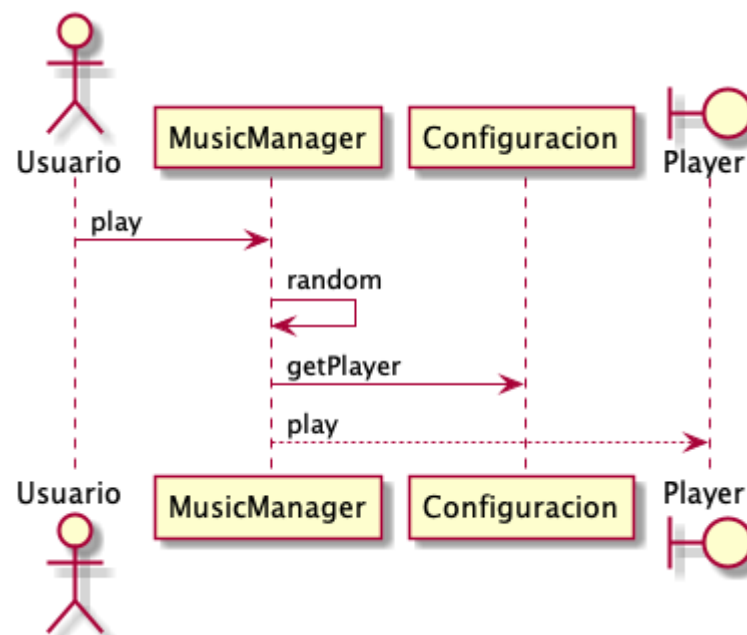 Usuario
MusicManager
Configuracion
Player
play
random
getPlayer
play
Usuario
MusicManager
Configuracion
Player